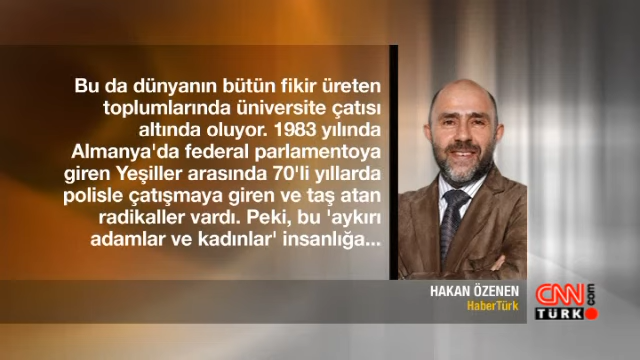 Bu da dünyanın bütün fikir üreten
toplumlarında üniversite çatısı
altında oluyor. 1983 yılında
Almanya'da federal parlamentoya
giren Yeşiller arasında 70'li yıllarda
polisle çatışmaya giren ve taş atan
radikaller vardı. Peki, bu 'aykırı
adamlar ve kadınlar' insanlığa...
HAKAN ÖZENEN
HaberTürk
CNN
TÜRK
.com